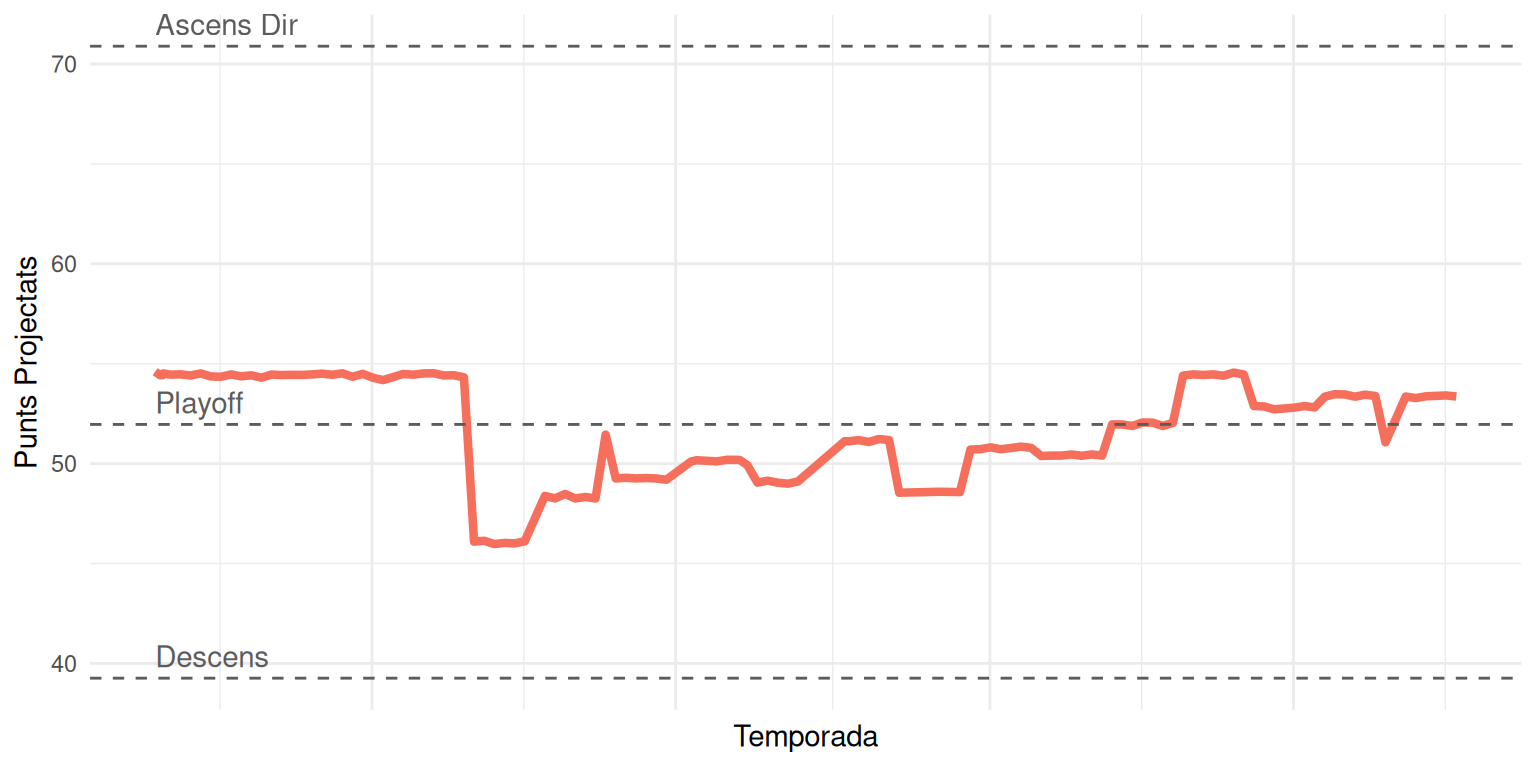 Ascens Dir
70
60
Punts Projectats
Playoff
50
Descens
40
Temporada